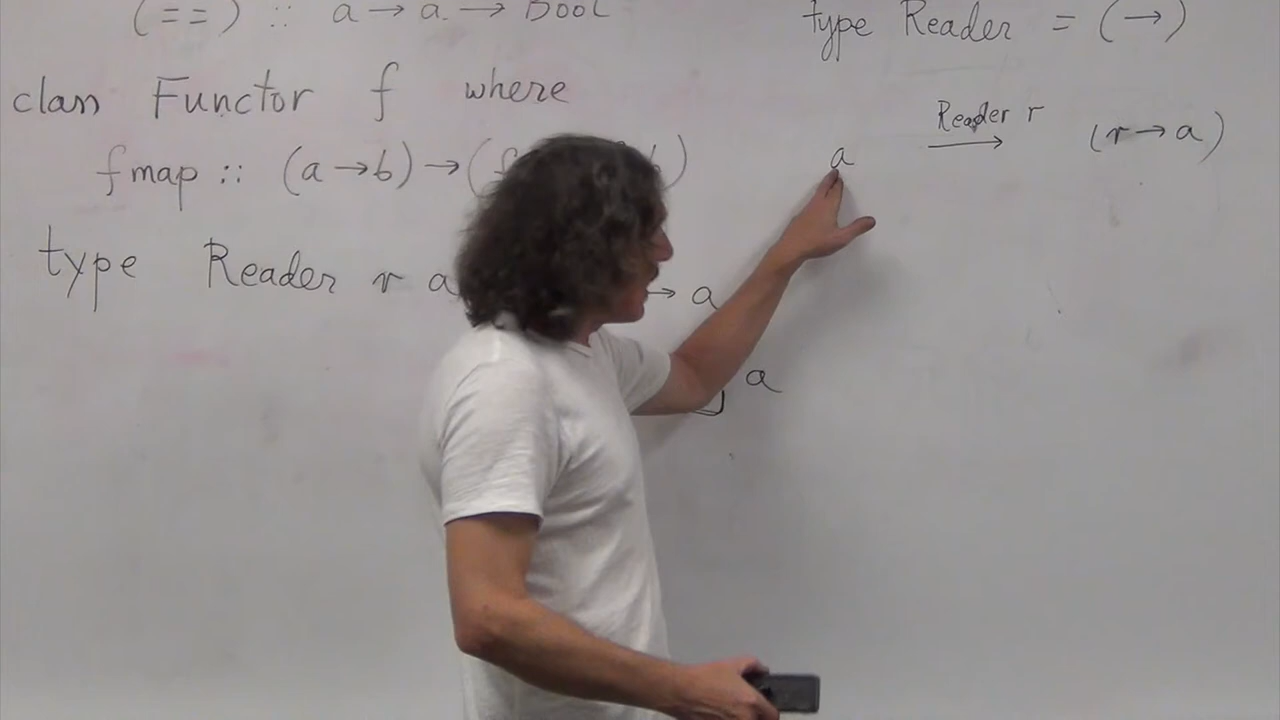 (==) :: a → a → Bool
class Functor f where
fmap :: (a → b) → (f b)
type Reader r a → a
a
type Reader = (→)
Reader r
a → (r → a)